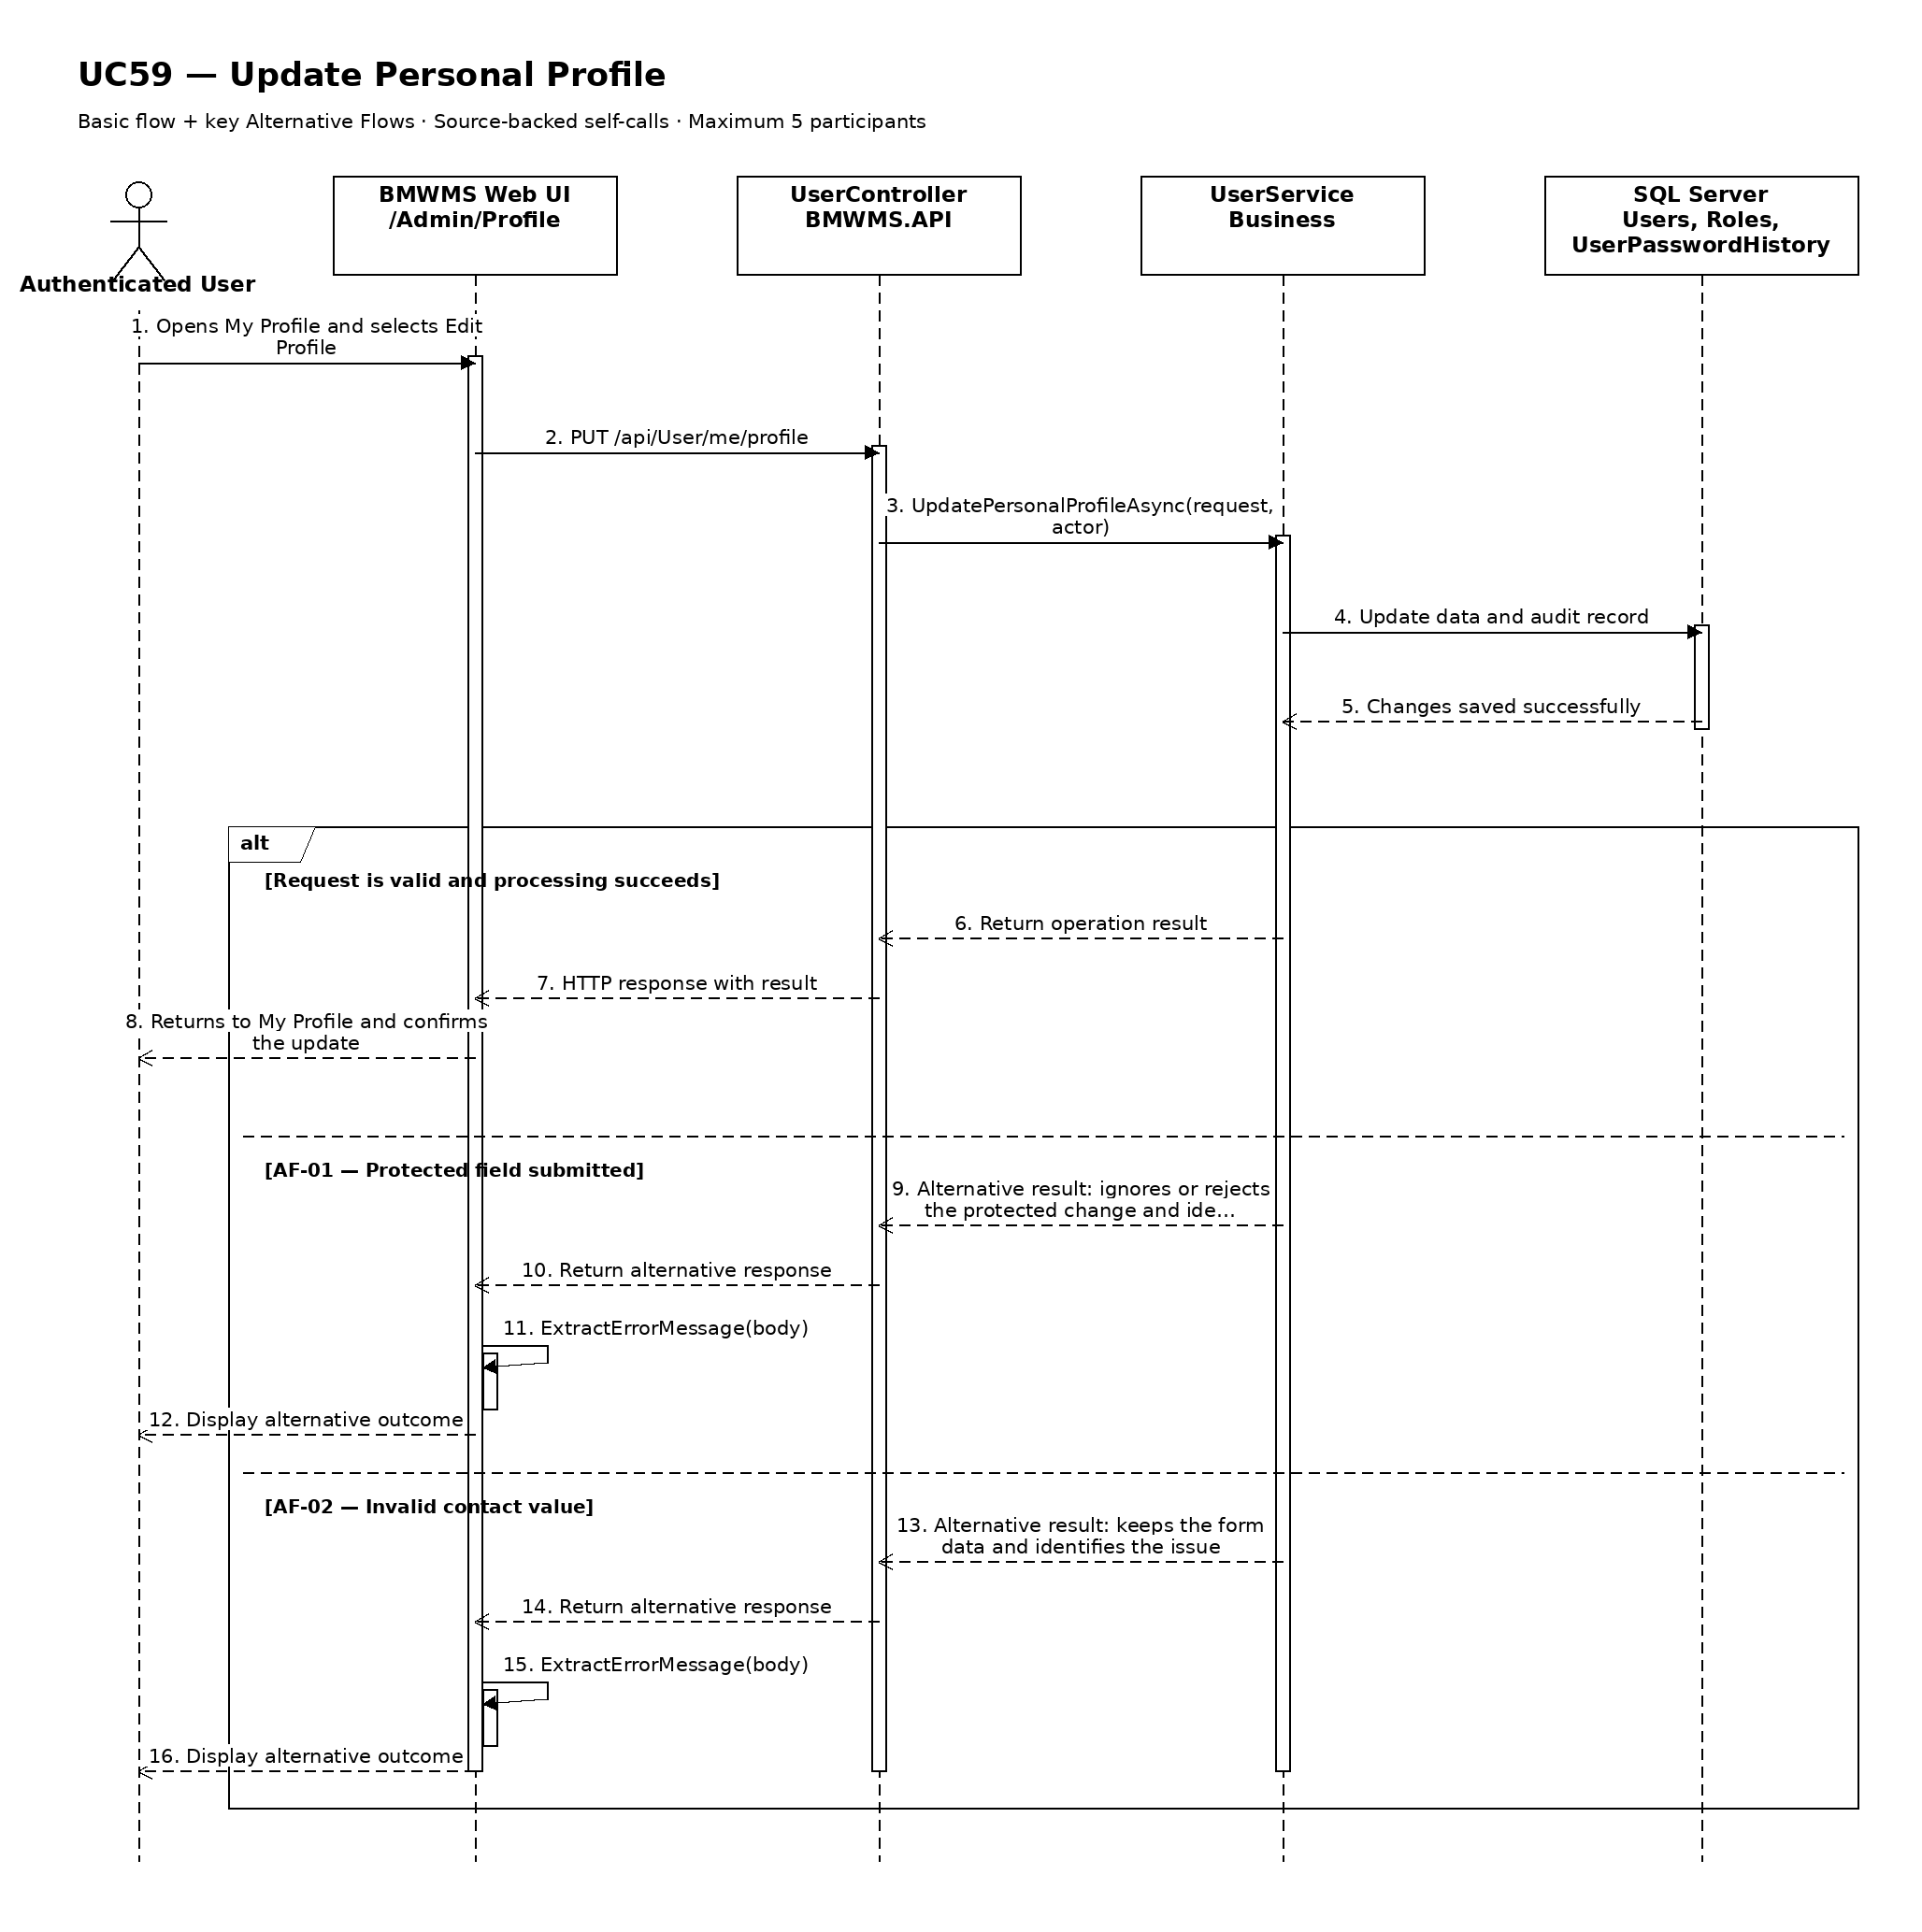 UC59 — Update Personal Profile
Basic flow + key Alternative Flows · Source-backed self-calls · Maximum 5 participants
Authenticated User
BMWMS Web UI
/Admin/Profile
UserController
BMWMS.API
UserService
Business
SQL Server
Users, Roles,
UserPasswordHistory
1. Opens My Profile and selects Edit
Profile
2. PUT /api/User/me/profile
3. UpdatePersonalProfileAsync(request,
actor)
4. Update data and audit record
5. Changes saved successfully
alt
[Request is valid and processing succeeds]
6. Return operation result
7. HTTP response with result
8. Returns to My Profile and confirms
the update
[AF-01 — Protected field submitted]
9. Alternative result: ignores or rejects
the protected change and ide...
10. Return alternative response
11. ExtractErrorMessage(body)
12. Display alternative outcome
[AF-02 — Invalid contact value]
13. Alternative result: keeps the form
data and identifies the issue
14. Return alternative response
15. ExtractErrorMessage(body)
16. Display alternative outcome